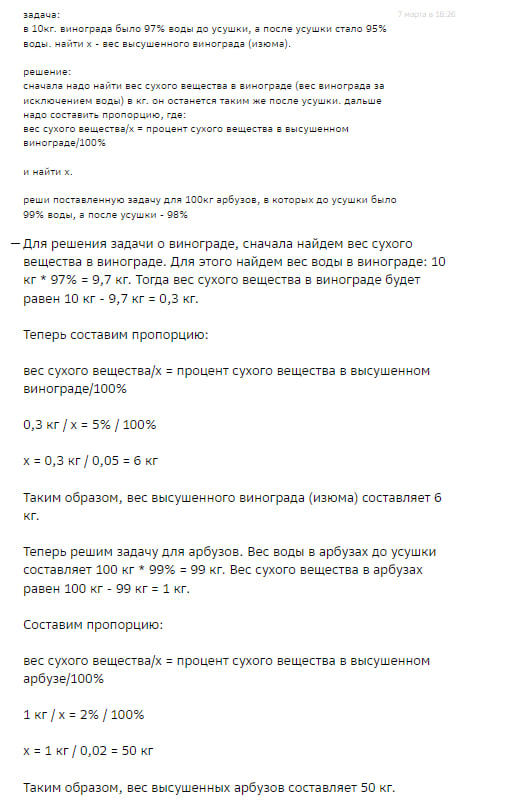 задача:
7 марта в 16:26
в 10кг. винограда было 97% воды до усушки, а после усушки стало 95%
воды. найти x - вес высушенного винограда (изюма).
решение:
сначала надо найти вес сухого вещества в винограде (вес винограда за
исключением воды) в кг. он останется таким же после усушки. дальше
надо составить пропорцию, где:
вес сухого вещества/x = процент сухого вещества в высушенном
винограде/100%
и найти x.
реши поставленную задачу для 100кг арбузов, в которых до усушки было
99% воды, а после усушки - 98%
— Для решения задачи о винограде, сначала найдем вес сухого
вещества в винограде. Для этого найдем вес воды в винограде: 10
кг * 97% = 9,7 кг. Тогда вес сухого вещества в винограде будет
равен 10 кг - 9,7 кг = 0,3 кг.
Теперь составим пропорцию:
вес сухого вещества/x = процент сухого вещества в высушенном
винограде/100%
0,3 кг / x = 5% / 100%
x = 0,3 кг / 0,05 = 6 кг
Таким образом, вес высушенного винограда (изюма) составляет 6
кг.
Теперь решим задачу для арбузов. Вес воды в арбузах до усушки
составляет 100 кг * 99% = 99 кг. Вес сухого вещества в арбузах
равен 100 кг - 99 кг = 1 кг.
Составим пропорцию:
вес сухого вещества/x = процент сухого вещества в высушенном
арбузе/100%
1 кг / x = 2% / 100%
x = 1 кг / 0,02 = 50 кг
Таким образом, вес высушенных арбузов составляет 50 кг.